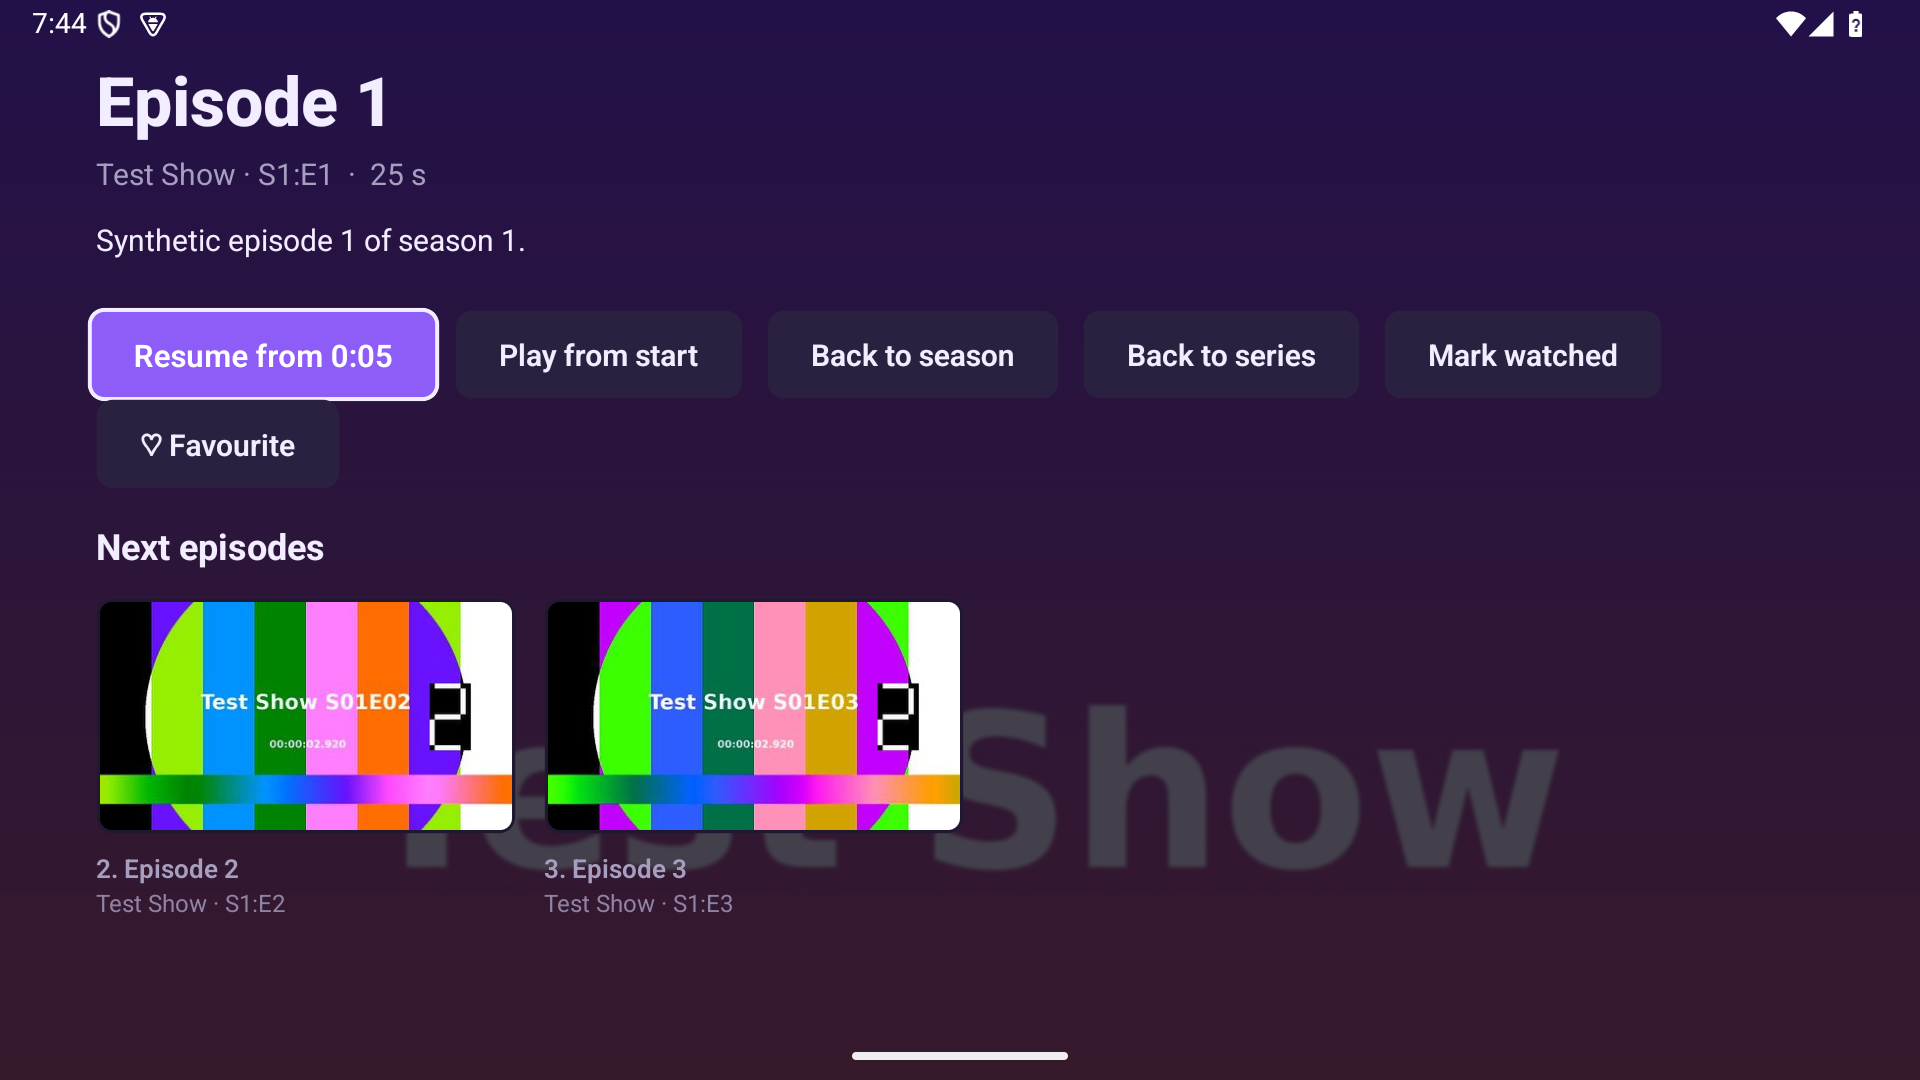 7:44
Episode 1
Test Show · S1:E1 · 25 s
Synthetic episode 1 of season 1.
Resume from 0:05
Play from start
Back to season
Back to series
Mark watched
♡ Favourite
Next episodes
Test Show S01E02
2
00:00:02.920
Test Show S01E03
2
00:00:02.920
Test Show
2. Episode 2
Test Show · S1:E2
3. Episode 3
Test Show · S1:E3